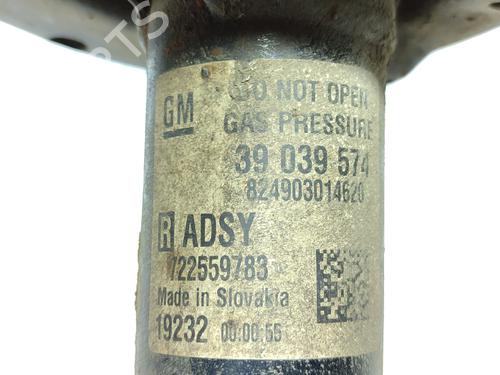 GM
DO NOT OPEN
GAS PRESSURE
39 039 574
824903014620
R ADSY
722559783
Made in Slovakia
19232 00:00:56